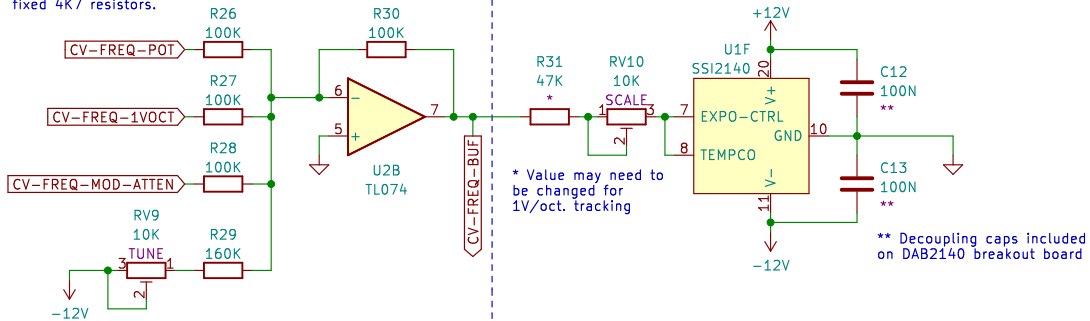 fixed 4K7 resistors.
R26
100K
CV-FREQ-POT
R27
100K
CV-FREQ-1VOCT
R28
100K
CV-FREQ-MOD-ATTEN
RV9
10K
TUNE
3
1
2
-12V
R29
160K
R30
100K
6
5
7
-
+
U2B
TL074
CV-FREQ-BUF
R31
47K
*
RV10
10K
SCALE
1
3
2
* Value may need to
be changed for
1V/oct. tracking
+12V
U1F
SSI2140
20
V+
7
EXPO-CTRL
GND
10
8
TEMPCO
V-
11
-12V
C12
100N
**
C13
100N
**
** Decoupling caps included
on DAB2140 breakout board